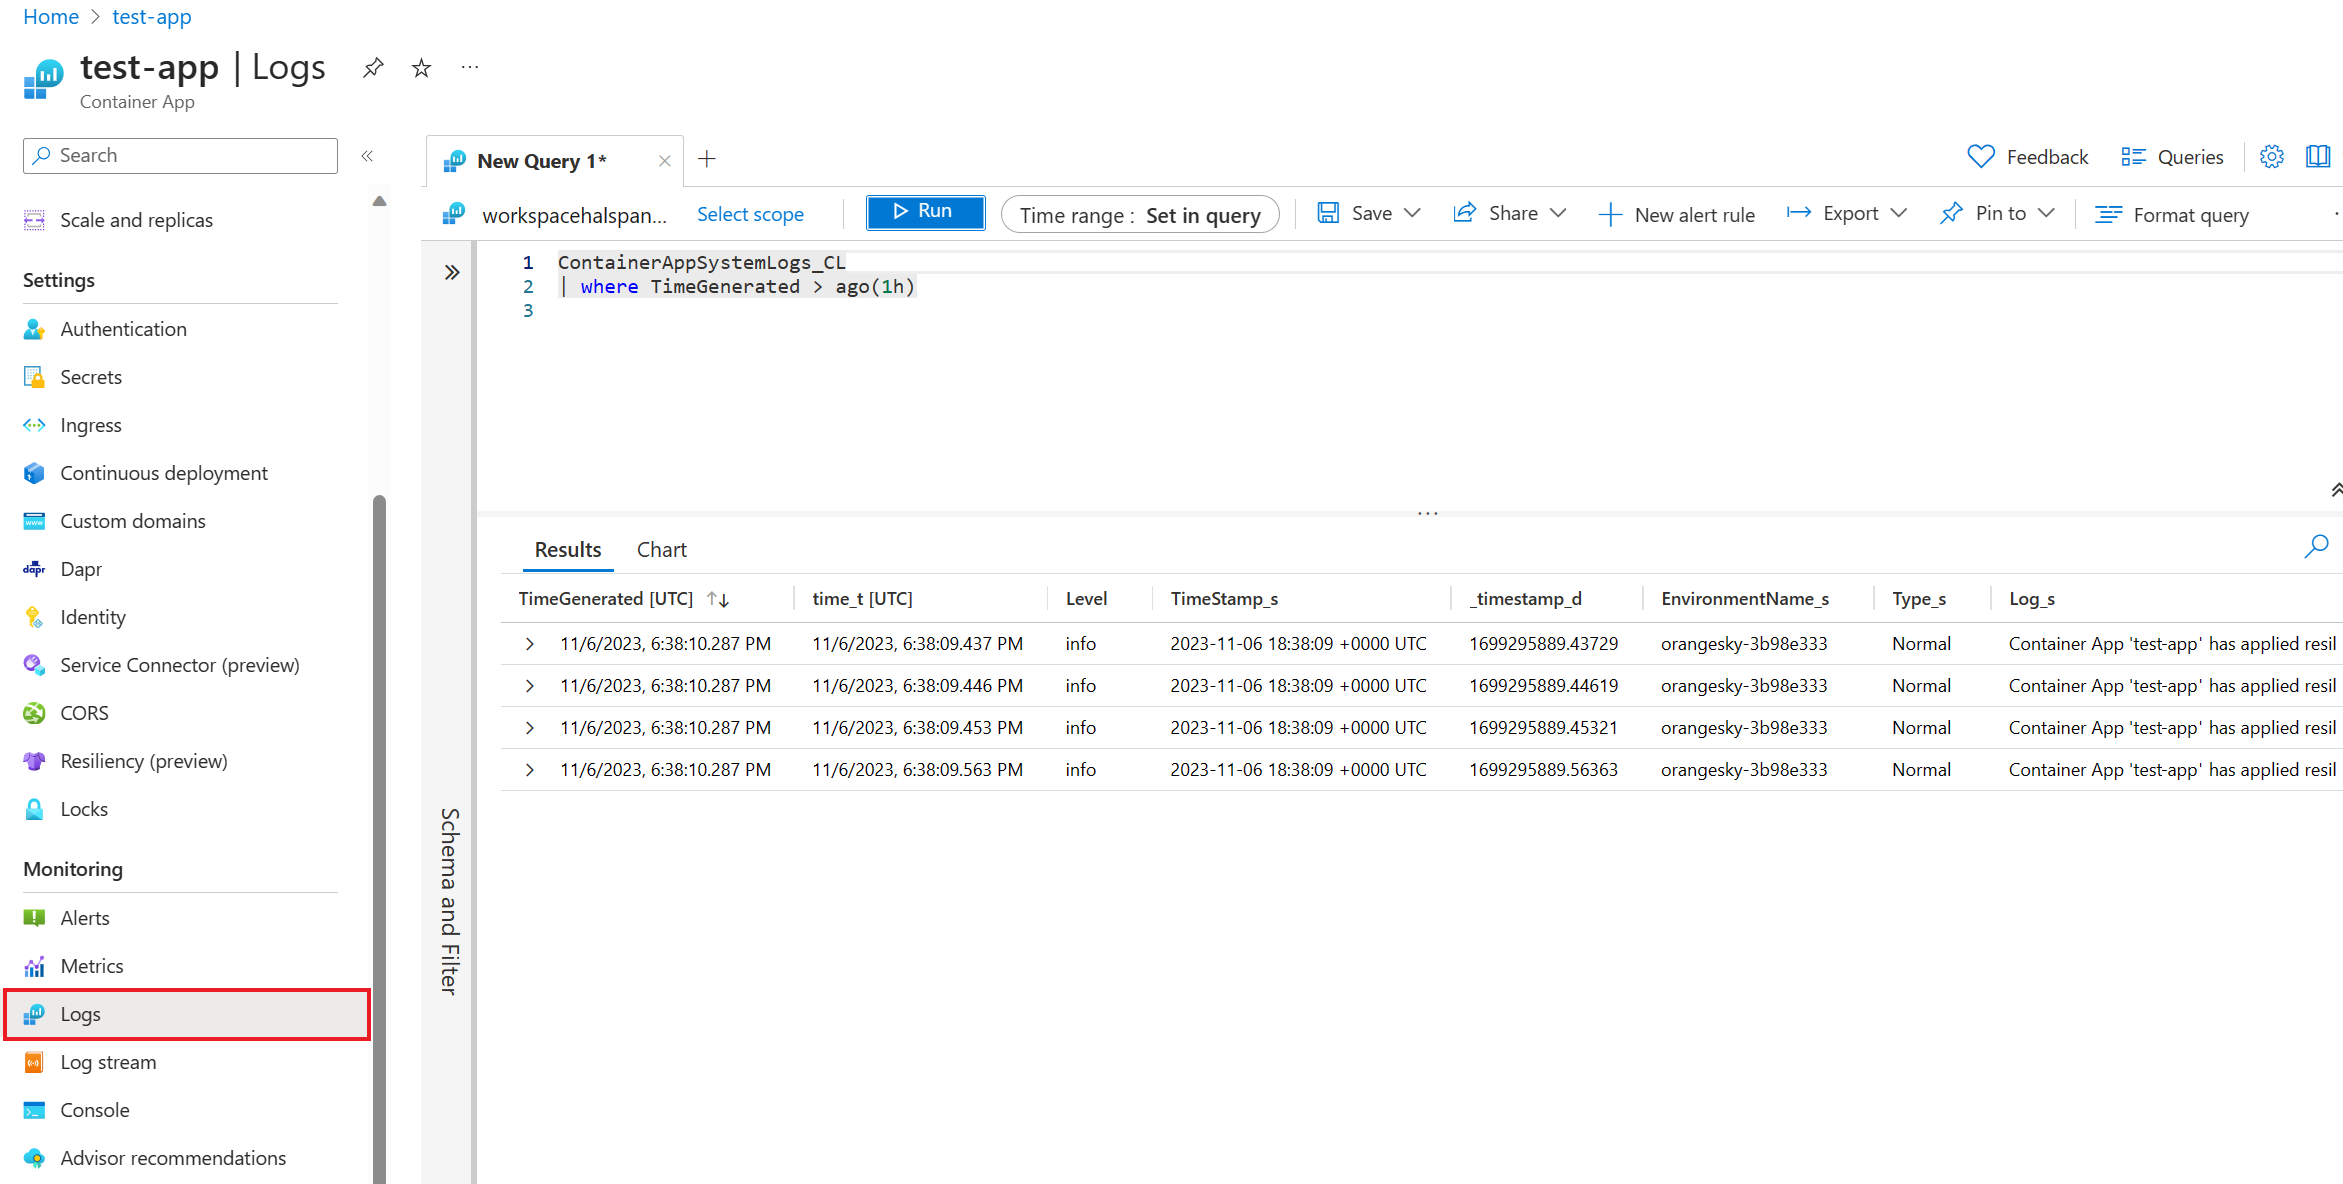 Home > test-app
test-app | Logs
Container App
Search
Scale and replicas
Settings
Authentication
Secrets
Ingress
Continuous deployment
Custom domains
Dapr
Identity
Service Connector (preview)
CORS
Resiliency (preview)
Locks
Monitoring
Alerts
Metrics
Logs
Log stream
Console
Advisor recommendations
New Query 1*
Feedback Queries
workspacehalspan... Select scope Run Time range : Set in query Save Share New alert rule Export Pin to Format query
1 ContainerAppSystemLogs_CL
2 | where TimeGenerated > ago(1h)
3
Schema and Filter
Results Chart
TimeGenerated [UTC] time_t [UTC] Level TimeStamp_s _timestamp_d EnvironmentName_s Type_s Log_s
11/6/2023, 6:38:10.287 PM 11/6/2023, 6:38:09.437 PM info 2023-11-06 18:38:09 +0000 UTC 1699295889.43729 orangesky-3b98e333 Normal Container App 'test-app' has applied resil
11/6/2023, 6:38:10.287 PM 11/6/2023, 6:38:09.446 PM info 2023-11-06 18:38:09 +0000 UTC 1699295889.44619 orangesky-3b98e333 Normal Container App 'test-app' has applied resil
11/6/2023, 6:38:10.287 PM 11/6/2023, 6:38:09.453 PM info 2023-11-06 18:38:09 +0000 UTC 1699295889.45321 orangesky-3b98e333 Normal Container App 'test-app' has applied resil
11/6/2023, 6:38:10.287 PM 11/6/2023, 6:38:09.563 PM info 2023-11-06 18:38:09 +0000 UTC 1699295889.56363 orangesky-3b98e333 Normal Container App 'test-app' has applied resil